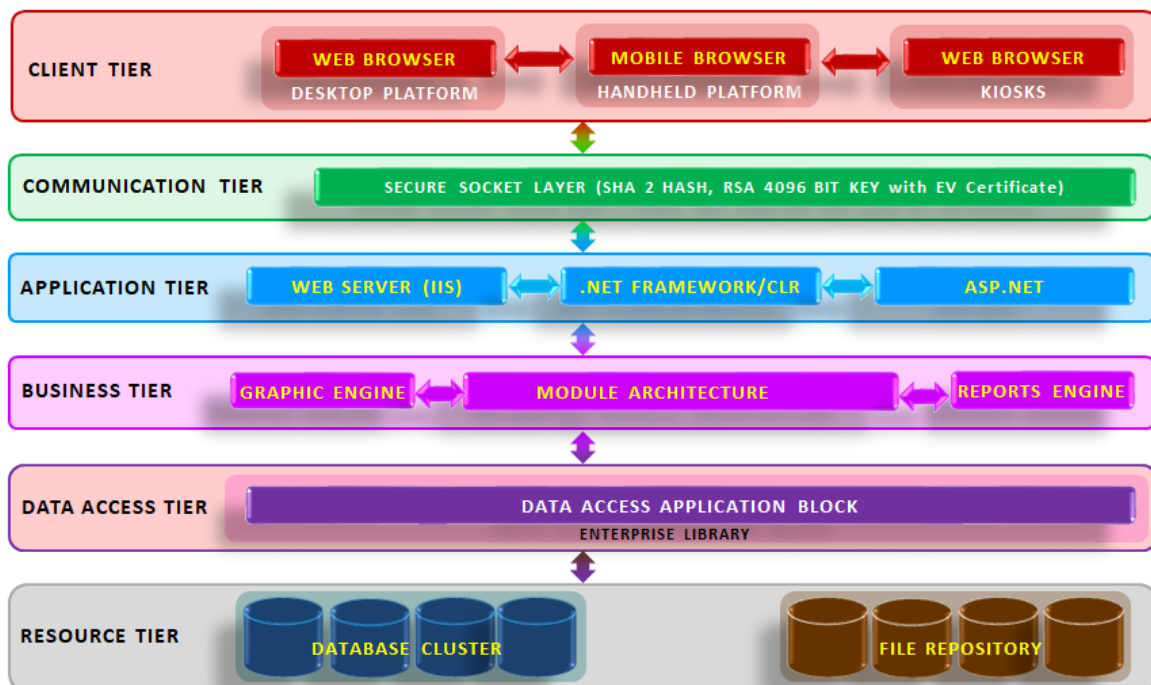 CLIENT TIER
WEB BROWSER
MOBILE BROWSER
WEB BROWSER
DESKTOP PLATFORM
HANDHELD PLATFORM
KIOSKS
COMMUNICATION TIER
SECURE SOCKET LAYER (SHA 2 HASH, RSA 4096 BIT KEY with EV Certificate)
APPLICATION TIER
WEB SERVER (IIS)
.NET FRAMEWORK/CLR
ASP.NET
BUSINESS TIER
GRAPHIC ENGINE
MODULE ARCHITECTURE
REPORTS ENGINE
DATA ACCESS TIER
DATA ACCESS APPLICATION BLOCK
ENTERPRISE LIBRARY
RESOURCE TIER
DATABASE CLUSTER
FILE REPOSITORY